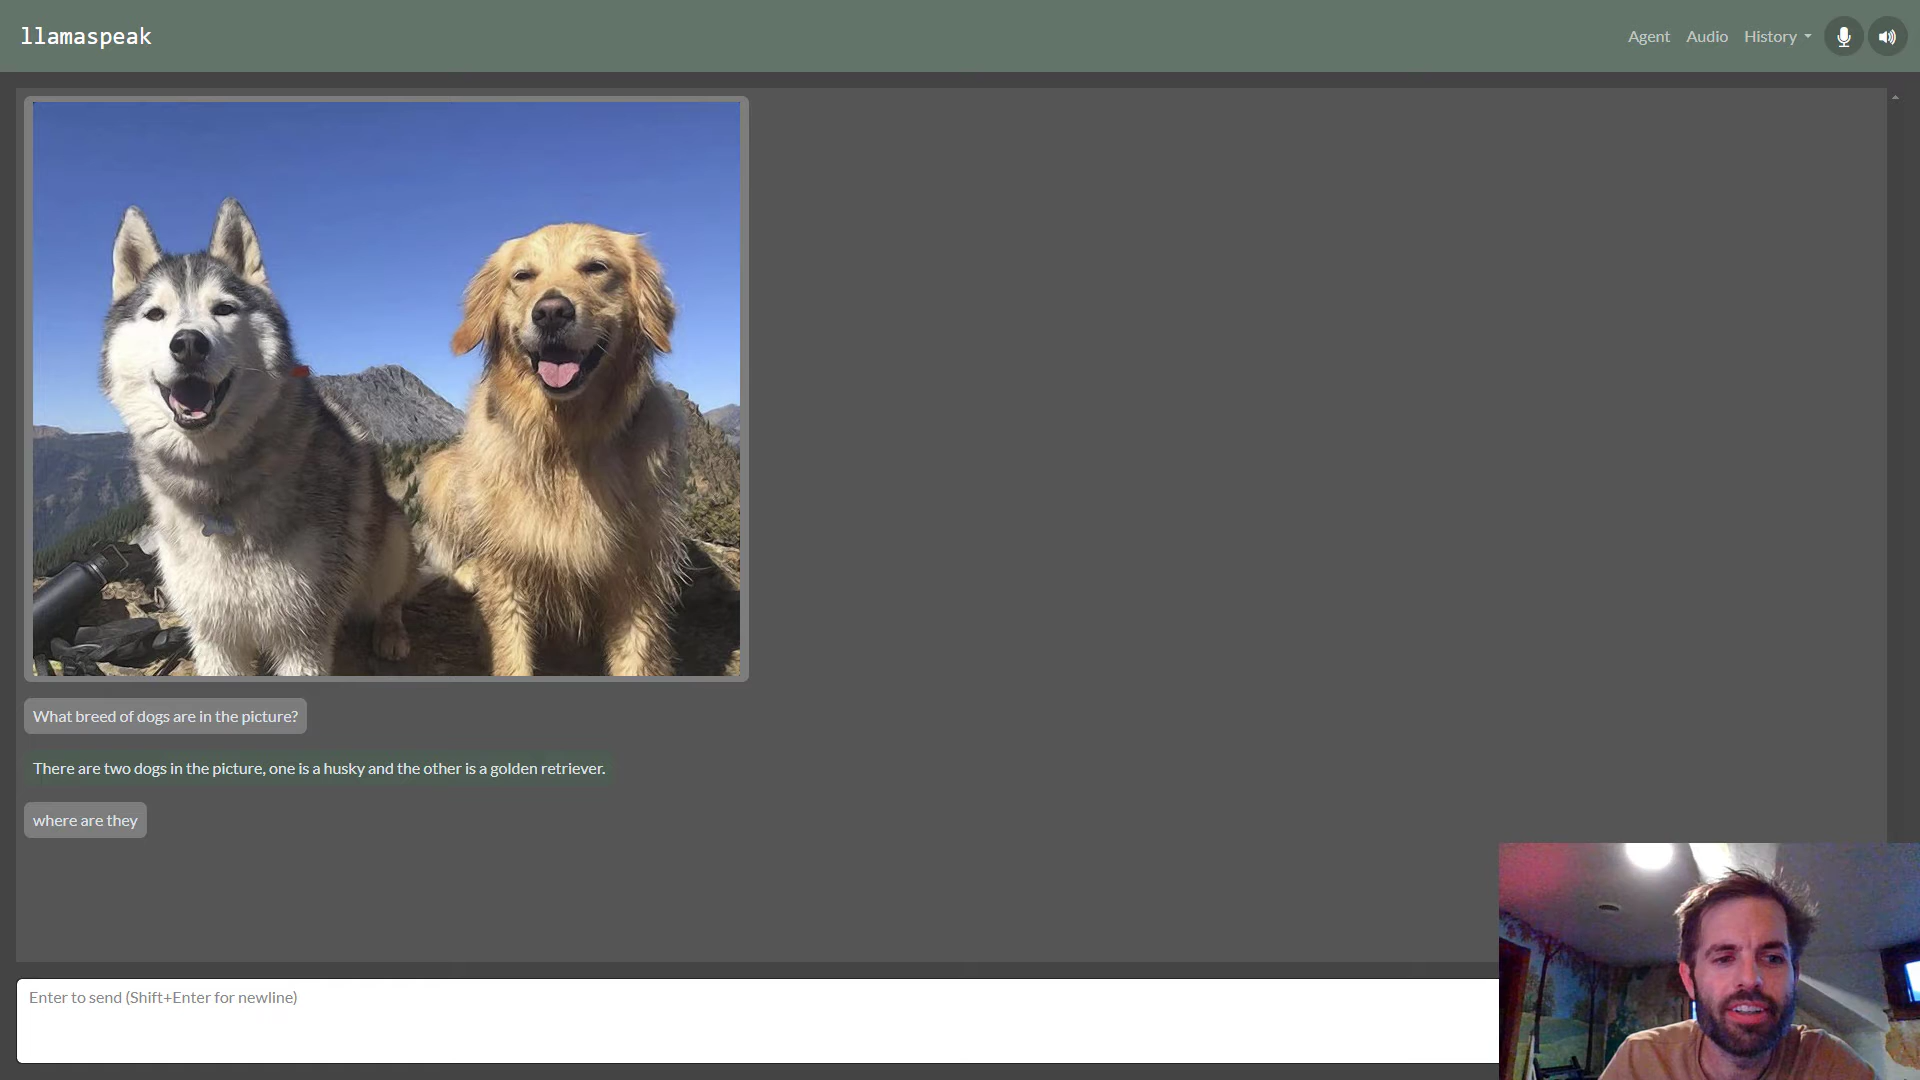 llamaspeak
Agent Audio History
What breed of dogs are in the picture?
There are two dogs in the picture, one is a husky and the other is a golden retriever.
where are they
Enter to send (Shift+Enter for newline)